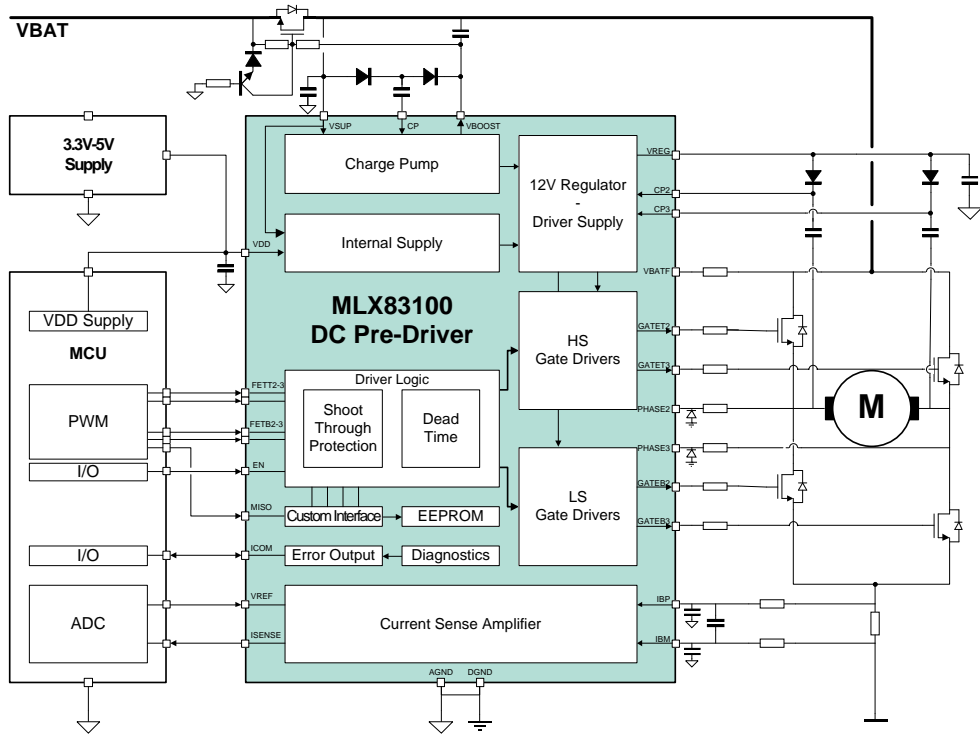 VBAT
3.3V-5V
Supply
VSUP
CP
VBOOST
Charge Pump
12V Regulator
-
Driver Supply
VREG
CP2
CP3
Internal Supply
VDD
VBATF
MLX83100
DC Pre-Driver
VDD Supply
MCU
HS
Gate Drivers
GATET2
GATET3
PHASE2
PHASE3
M
Driver Logic
Shoot
Through
Protection
Dead
Time
PWM
FETT2-3
FETB2-3
I/O
EN
LS
Gate Drivers
GATEB2
GATEB3
MISO
Custom Interface
EEPROM
I/O
ICOM
Error Output
Diagnostics
ADC
VREF
ISENSE
Current Sense Amplifier
IBP
IBM
AGND
DGND